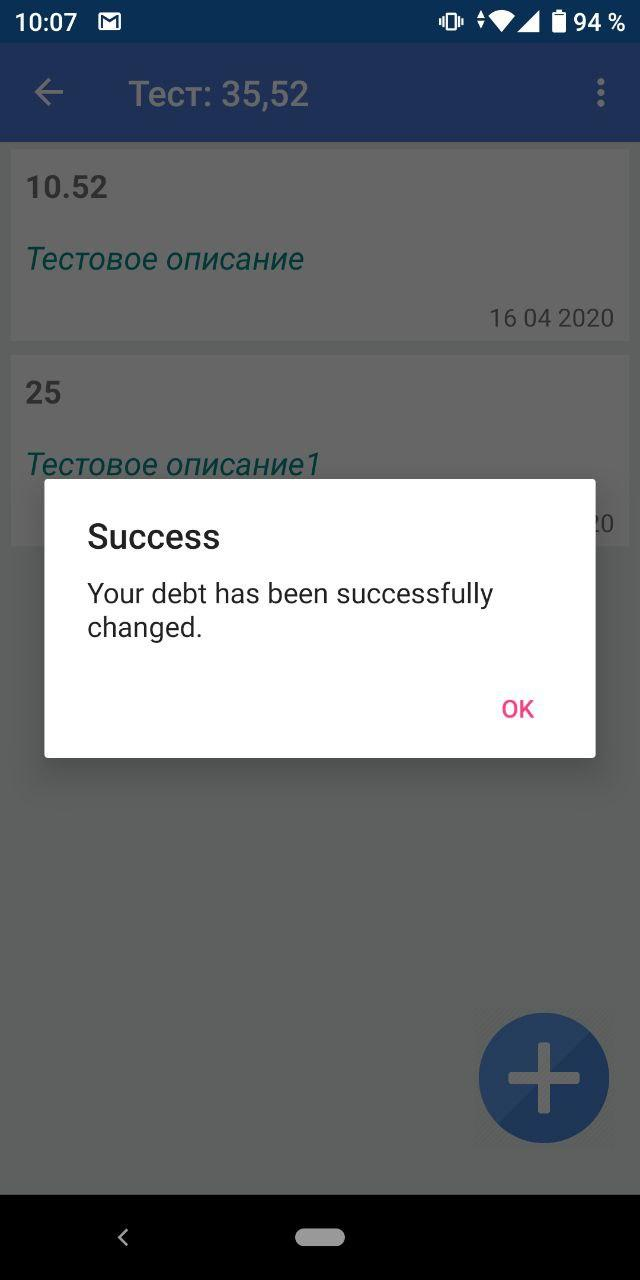 10:07 94 %
Тест: 35,52
10.52
Тестовое описание
16 04 2020
25
Тестовое описание1
20
Success
Your debt has been successfully
changed.
OK